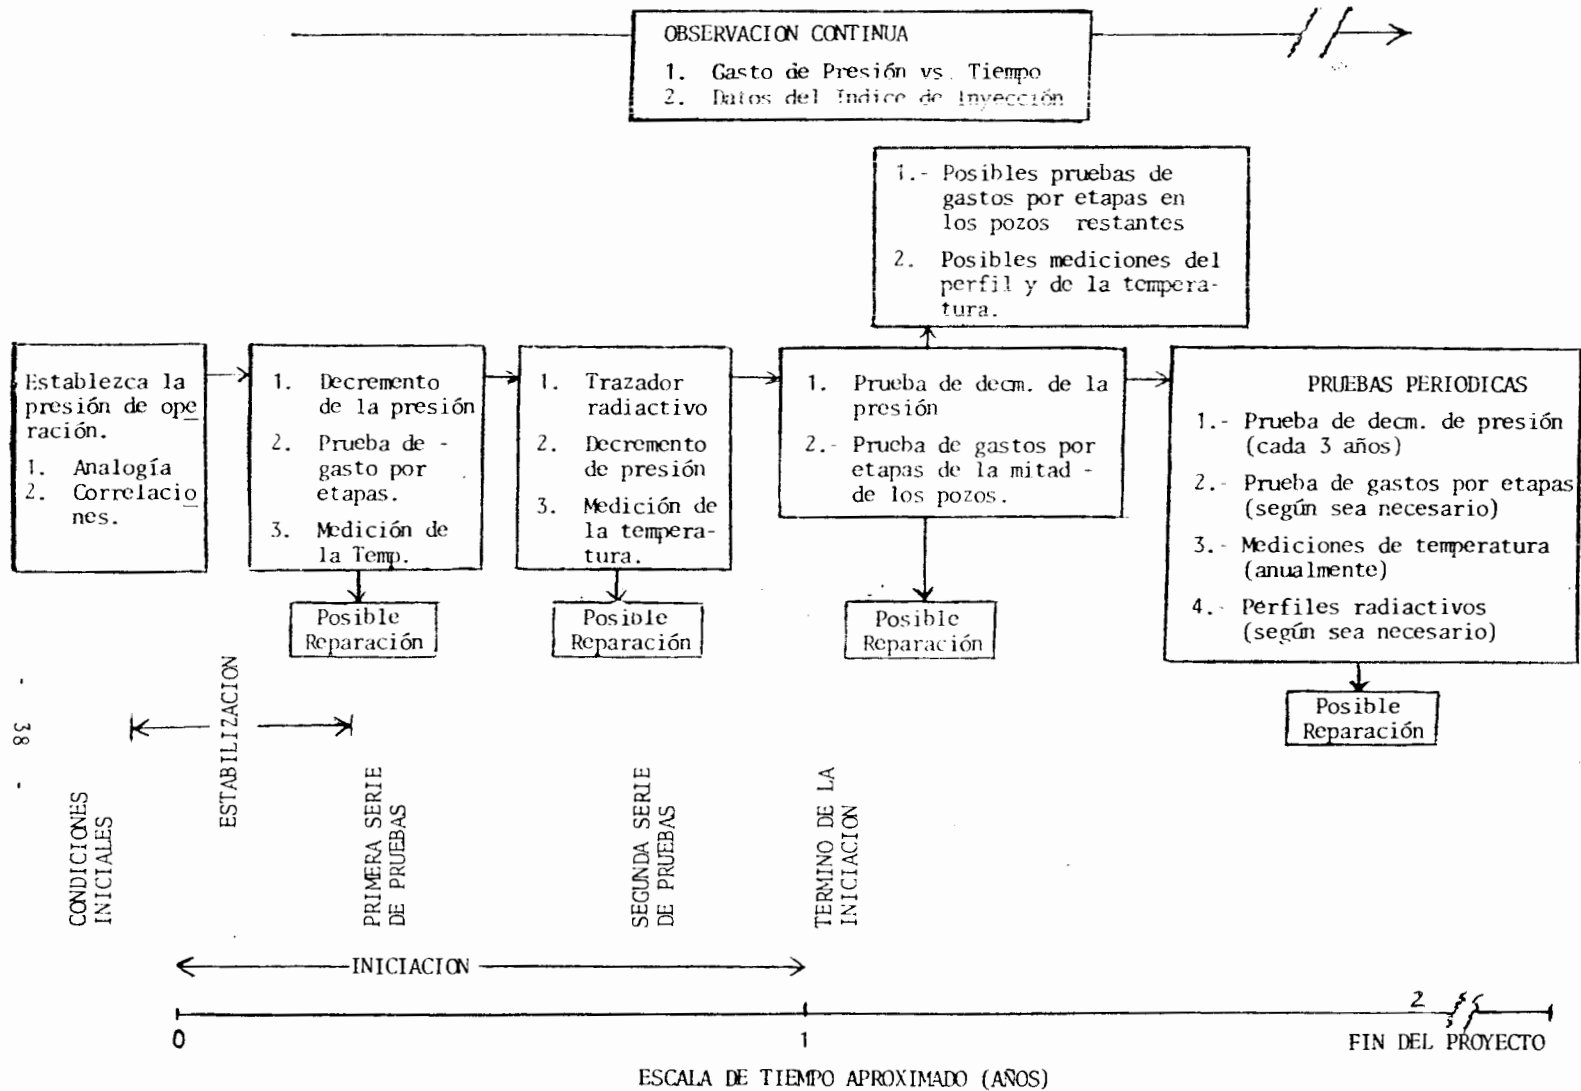 OBSERVACION CONTINUA
1. Gasto de Presión vs. Tiempo
2. Datos del Indice de Inyección
1.- Posibles pruebas de
gastos por etapas en
los pozos restantes
2. Posibles mediciones del
perfil y de la tempera-
tura.
Establezca la
presión de ope
ración.
1. Analogía
2. Correlacio
nes.
1. Decremento
de la presión
2. Prueba de -
gasto por
etapas.
3. Medición de
la Temp.
Posible
Reparación
1. Trazador
radiactivo
2. Decremento
de presión
3. Medición de
la tempera-
tura.
Posible
Reparación
1. Prueba de decm. de la
presión
2.- Prueba de gastos por
etapas de la mitad -
de los pozos.
Posible
Reparación
PRUEBAS PERIODICAS
1.- Prueba de decm. de presión
(cada 3 años)
2.- Prueba de gastos por etapas
(según sea necesario)
3.- Mediciones de temperatura
(anualmente)
4.- Perfiles radiactivos
(según sea necesario)
Posible
Reparación
- 38 -
CONDICIONES
INICIALES
ESTABILIZACION
PRIMERA SERIE
DE PRUEBAS
SEGUNDA SERIE
DE PRUEBAS
TERMINO DE LA
INICIACION
INICIACION
0
1
2
FIN DEL PROYECTO
ESCALA DE TIEMPO APROXIMADO (AÑOS)